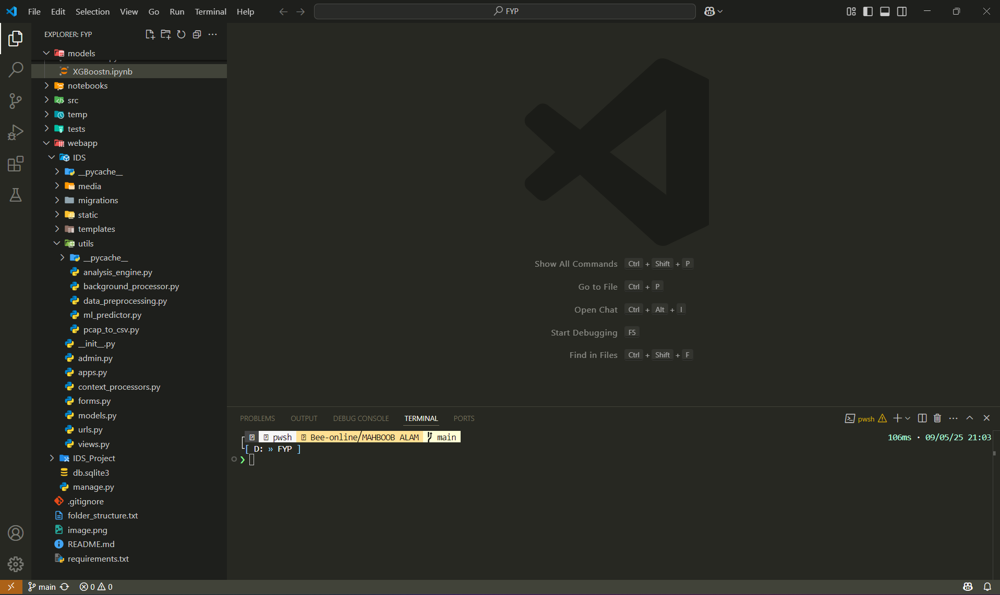 File Edit Selection View Go Run Terminal Help
FYP
EXPLORER: FYP
models
XGBoostn.ipynb
notebooks
src
temp
tests
webapp
IDS
__pycache__
media
migrations
static
templates
utils
__pycache__
analysis_engine.py
background_processor.py
data_preprocessing.py
ml_predictor.py
pcap_to_csv.py
__init__.py
admin.py
apps.py
context_processors.py
forms.py
models.py
urls.py
views.py
IDS_Project
db.sqlite3
manage.py
.gitignore
folder_structure.txt
image.png
README.md
requirements.txt
Show All Commands Ctrl + Shift + P
Go to File Ctrl + P
Open Chat Ctrl + Alt + I
Start Debugging F5
Find in Files Ctrl + Shift + F
PROBLEMS OUTPUT DEBUG CONSOLE TERMINAL PORTS
pwsh
pwsh Bee-online/MAHBOOB ALAM main 106ms · 09/05/25 21:03
[ D: » FYP ]
❯
main 0 0